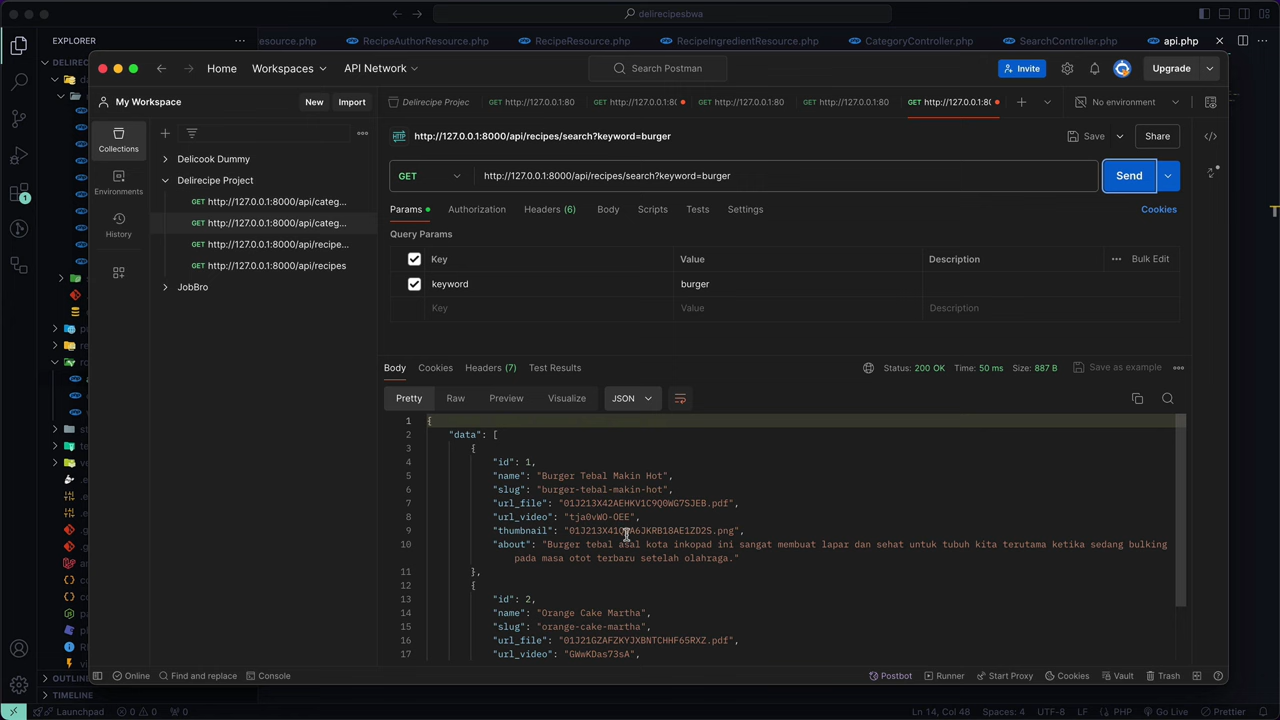 delirecipesbwa
EXPLORER
esource.php
RecipeAuthorResource.php
RecipeResource.php
RecipeIngredientResource.php
CategoryController.php
SearchController.php
api.php
DELIRECIPESBWA
Home
Workspaces
API Network
Search Postman
Invite
Upgrade
My Workspace
New
Import
Delirecipe Projec
GET http://127.0.0.1:80
GET http://127.0.0.1:80
GET http://127.0.0.1:80
GET http://127.0.0.1:80
GET http://127.0.0.1:80
No environment
Collections
Environments
History
Delicook Dummy
Delirecipe Project
GET http://127.0.0.1:8000/api/categ...
GET http://127.0.0.1:8000/api/categ...
GET http://127.0.0.1:8000/api/recipe...
GET http://127.0.0.1:8000/api/recipes
JobBro
HTTP
http://127.0.0.1:8000/api/recipes/search?keyword=burger
Save
Share
GET
http://127.0.0.1:8000/api/recipes/search?keyword=burger
Send
Params
Authorization
Headers (6)
Body
Scripts
Tests
Settings
Cookies
Query Params
Key
Value
Description
Bulk Edit
keyword
burger
Key
Value
Description
Body
Cookies
Headers (7)
Test Results
Status: 200 OK
Time: 50 ms
Size: 887 B
Save as example
Pretty
Raw
Preview
Visualize
JSON
1 {
2 "data": [
3 {
4 "id": 1,
5 "name": "Burger Tebal Makin Hot",
6 "slug": "burger-tebal-makin-hot",
7 "url_file": "01J213X42AEHKV1C9Q0WG7SJEB.pdf",
8 "url_video": "tja0vWO-OEE",
9 "thumbnail":
10 "about": "Burger tebal asal kota inkopad ini sangat membuat lapar dan sehat untuk tubuh kita terutama ketika sedang bulking
pada masa otot terbaru setelah olahraga."
11 },
12 {
13 "id": 2,
14 "name": "Orange Cake Martha",
15 "slug": "orange-cake-martha",
16 "url_file": "01J21GZAFZKYJXBNTCHHF65RXZ.pdf",
17 "url_video": "GWwKDas73sA",
Online
Find and replace
Console
Postbot
Runner
Start Proxy
Cookies
Vault
Trash
OUTLINE
TIMELINE
Launchpad
0
0
0
Ln 14, Col 48
Spaces: 4
UTF-8
LF
PHP
Go Live
Prettier